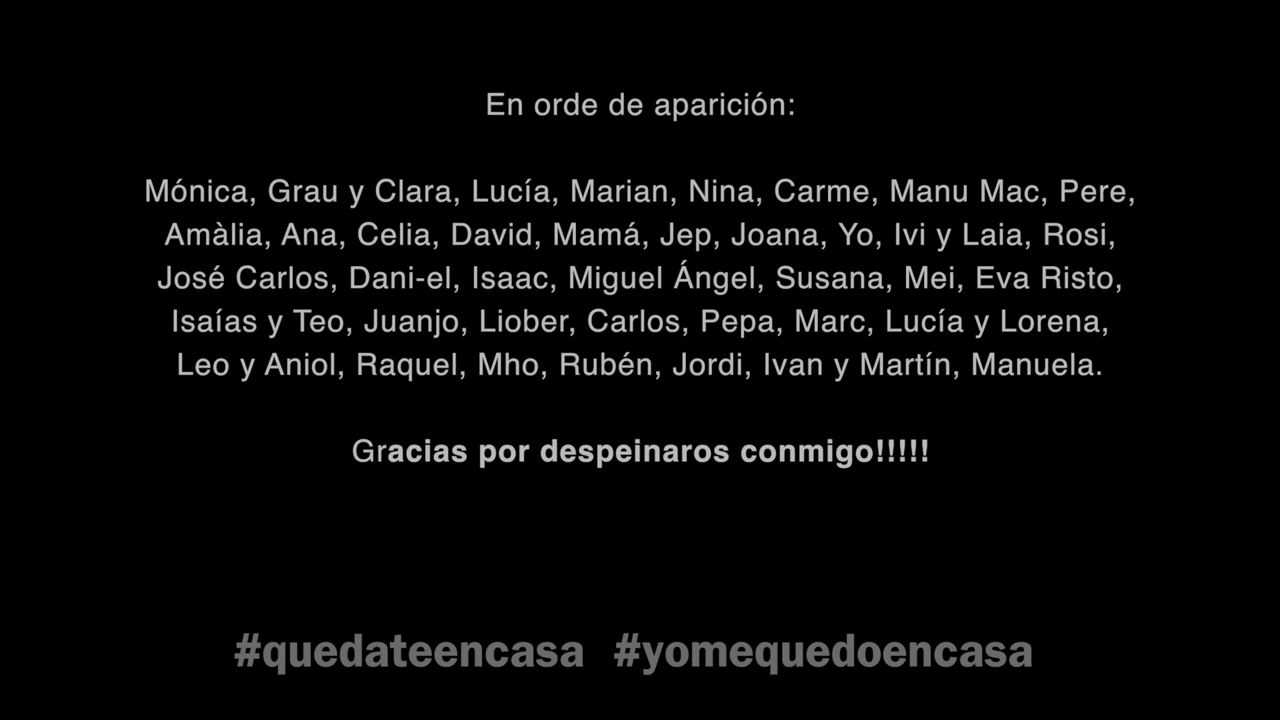 En orde de aparición:
Mónica, Grau y Clara, Lucía, Marian, Nina, Carme, Manu Mac, Pere,
Amàlia, Ana, Celia, David, Mamá, Jep, Joana, Yo, Ivi y Laia, Rosi,
José Carlos, Dani-el, Isaac, Miguel Ángel, Susana, Mei, Eva Risto,
Isaías y Teo, Juanjo, Liober, Carlos, Pepa, Marc, Lucía y Lorena,
Leo y Aniol, Raquel, Mho, Rubén, Jordi, Ivan y Martín, Manuela.
Gracias por despeinaros conmigo!!!!!
#quedateencasa #yomequedoencasa